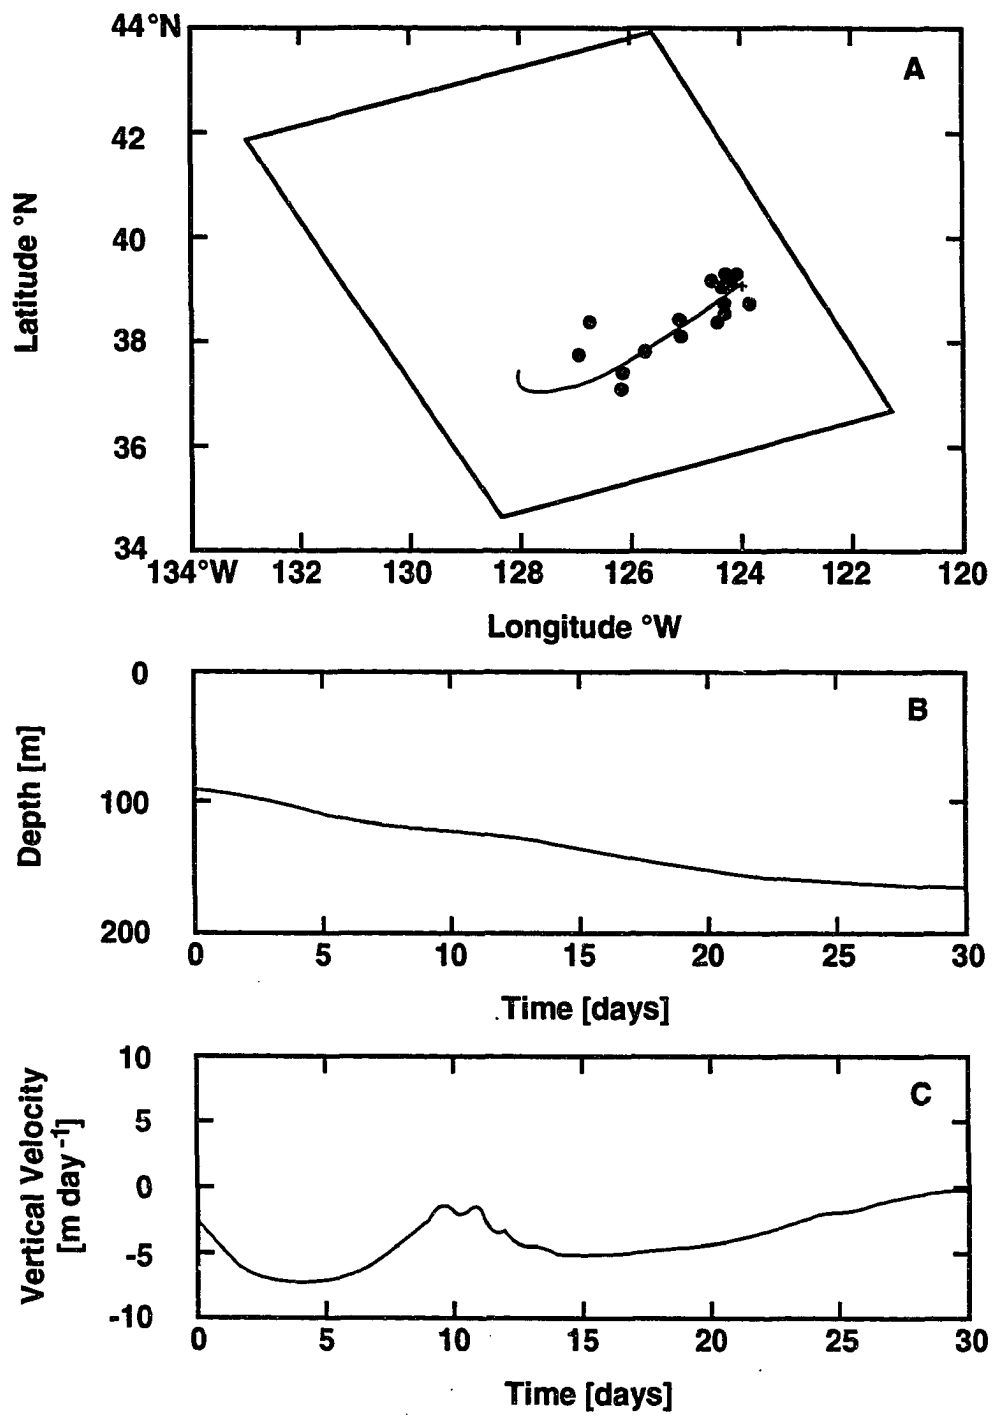 44°N
A
42
40
38
36
34
Latitude °N
134°W 132 130 128 126 124 122 120
Longitude °W
0
B
100
200
Depth [m]
0 5 10 15 20 25 30
Time [days]
10
C
5
0
-5
-10
Vertical Velocity
[m day⁻¹]
0 5 10 15 20 25 30
Time [days]